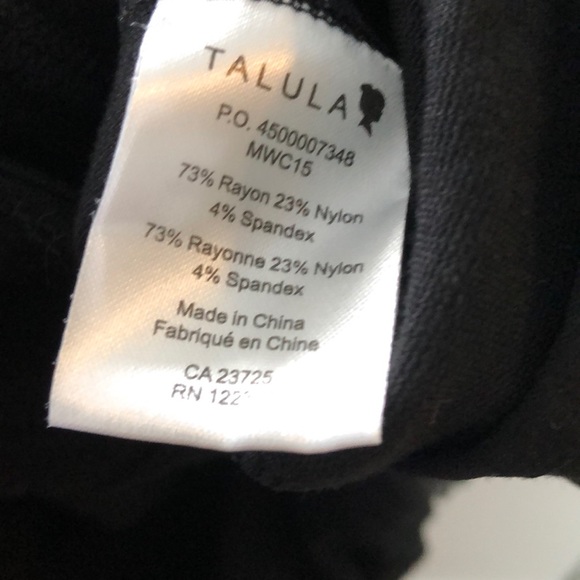 TALULA
P.O. 4500007348
MWC15
73% Rayon 23% Nylon
4% Spandex
73% Rayonne 23% Nylon
4% Spandex
Made in China
Fabriqué en Chine
CA 23725
RN